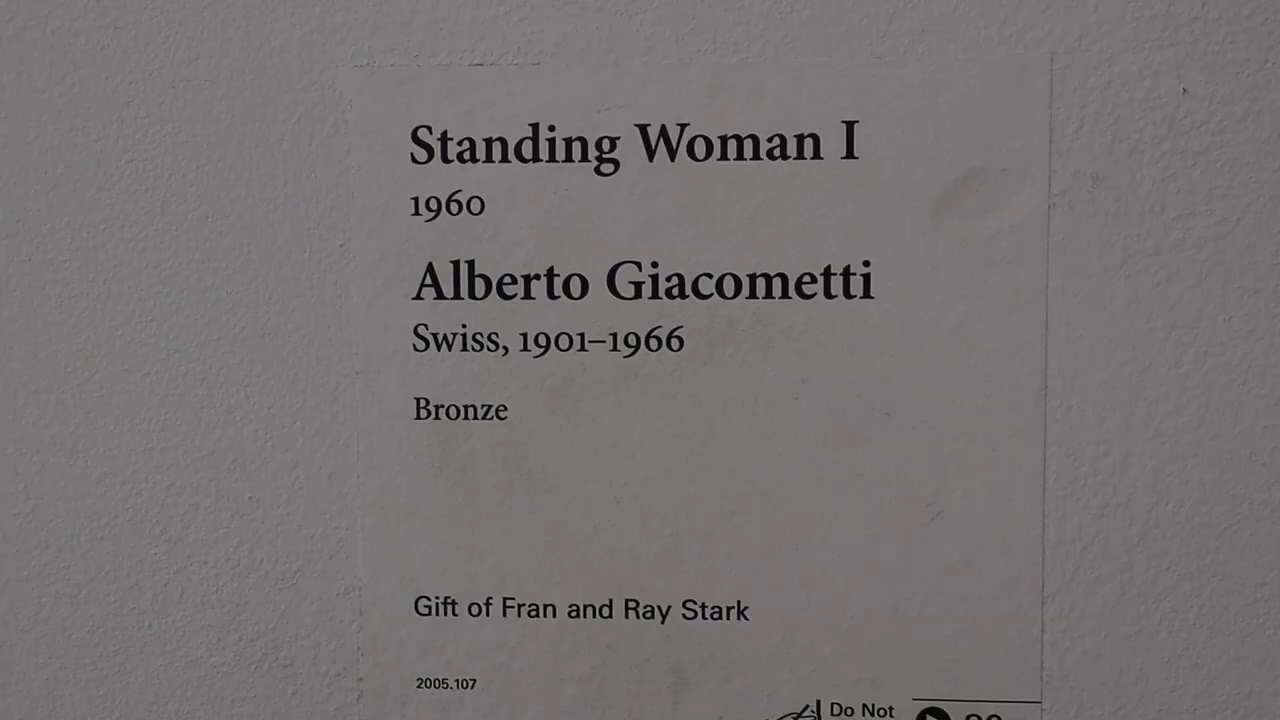 Standing Woman I
1960
Alberto Giacometti
Swiss, 1901–1966
Bronze
Gift of Fran and Ray Stark
2005.107
Do Not